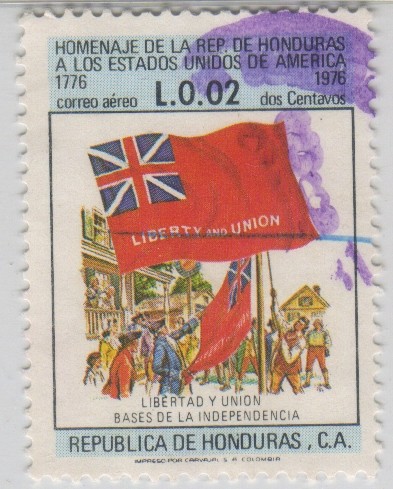 HOMENAJE DE LA REP. DE HONDURAS
A LOS ESTADOS UNIDOS DE AMERICA
1776 1976
correo aéreo L.0.02 dos Centavos
LIBERTY AND UNION
LIBERTAD Y UNION
BASES DE LA INDEPENDENCIA
REPUBLICA DE HONDURAS, C.A.
IMPRESO POR CARVAJAL S. A. COLOMBIA